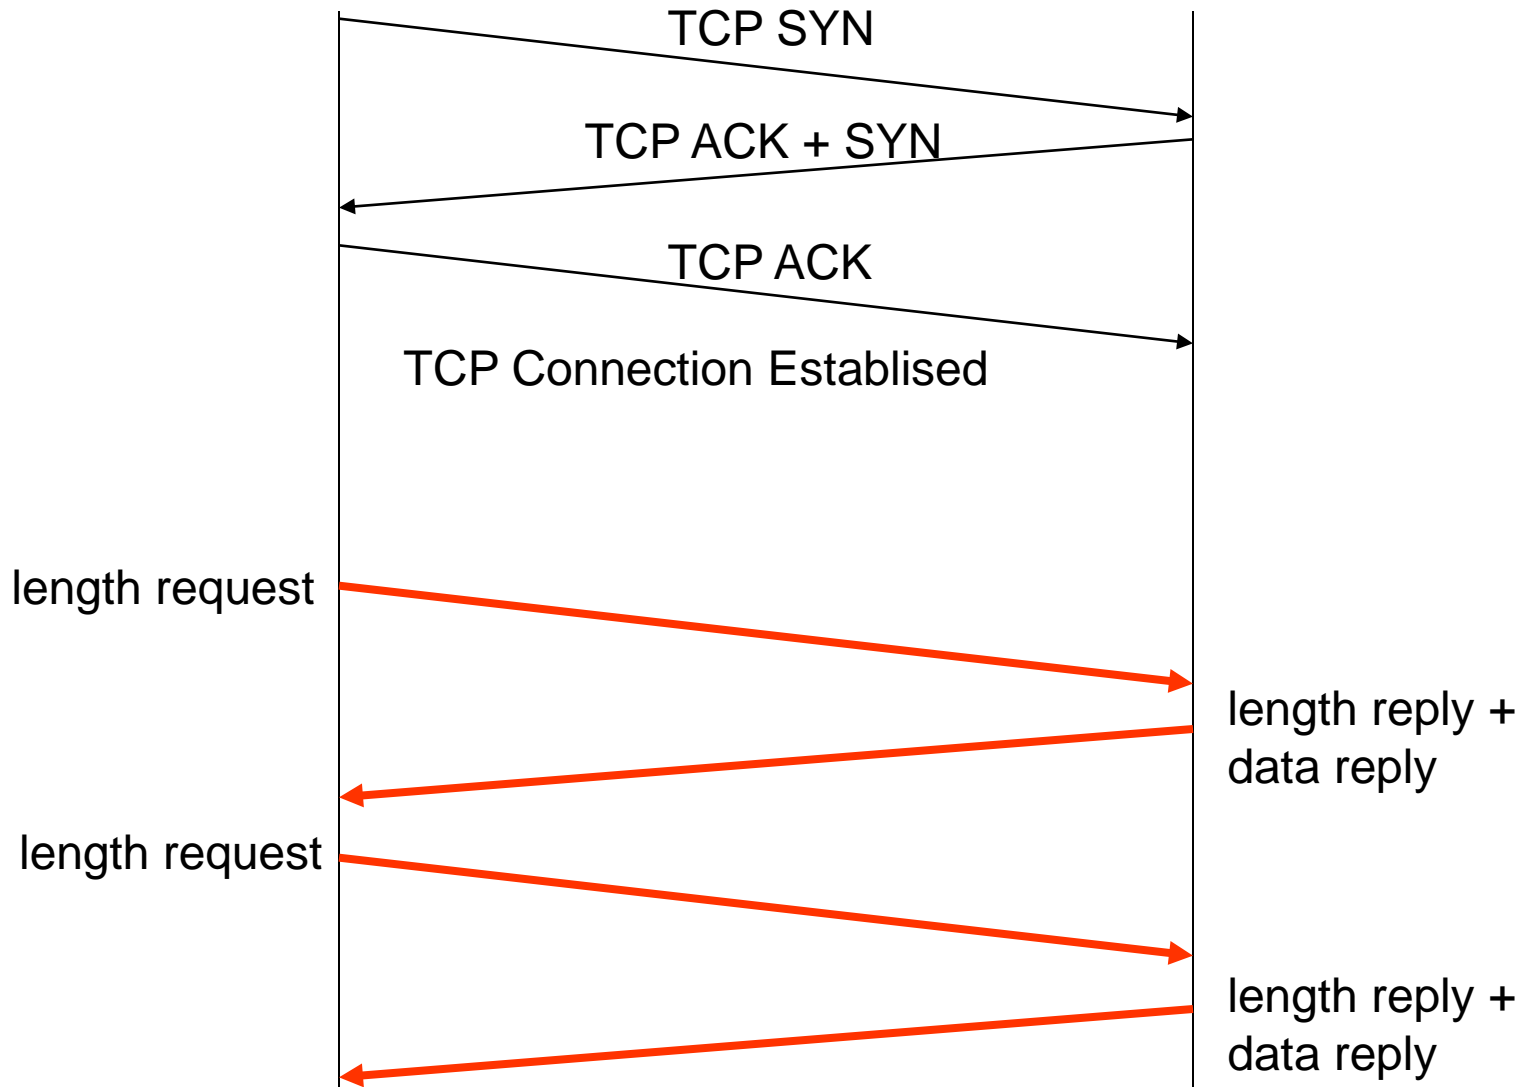 TCP SYN
TCP ACK + SYN
TCP ACK
TCP Connection Establised
length request
length reply +
data reply
length request
length reply +
data reply